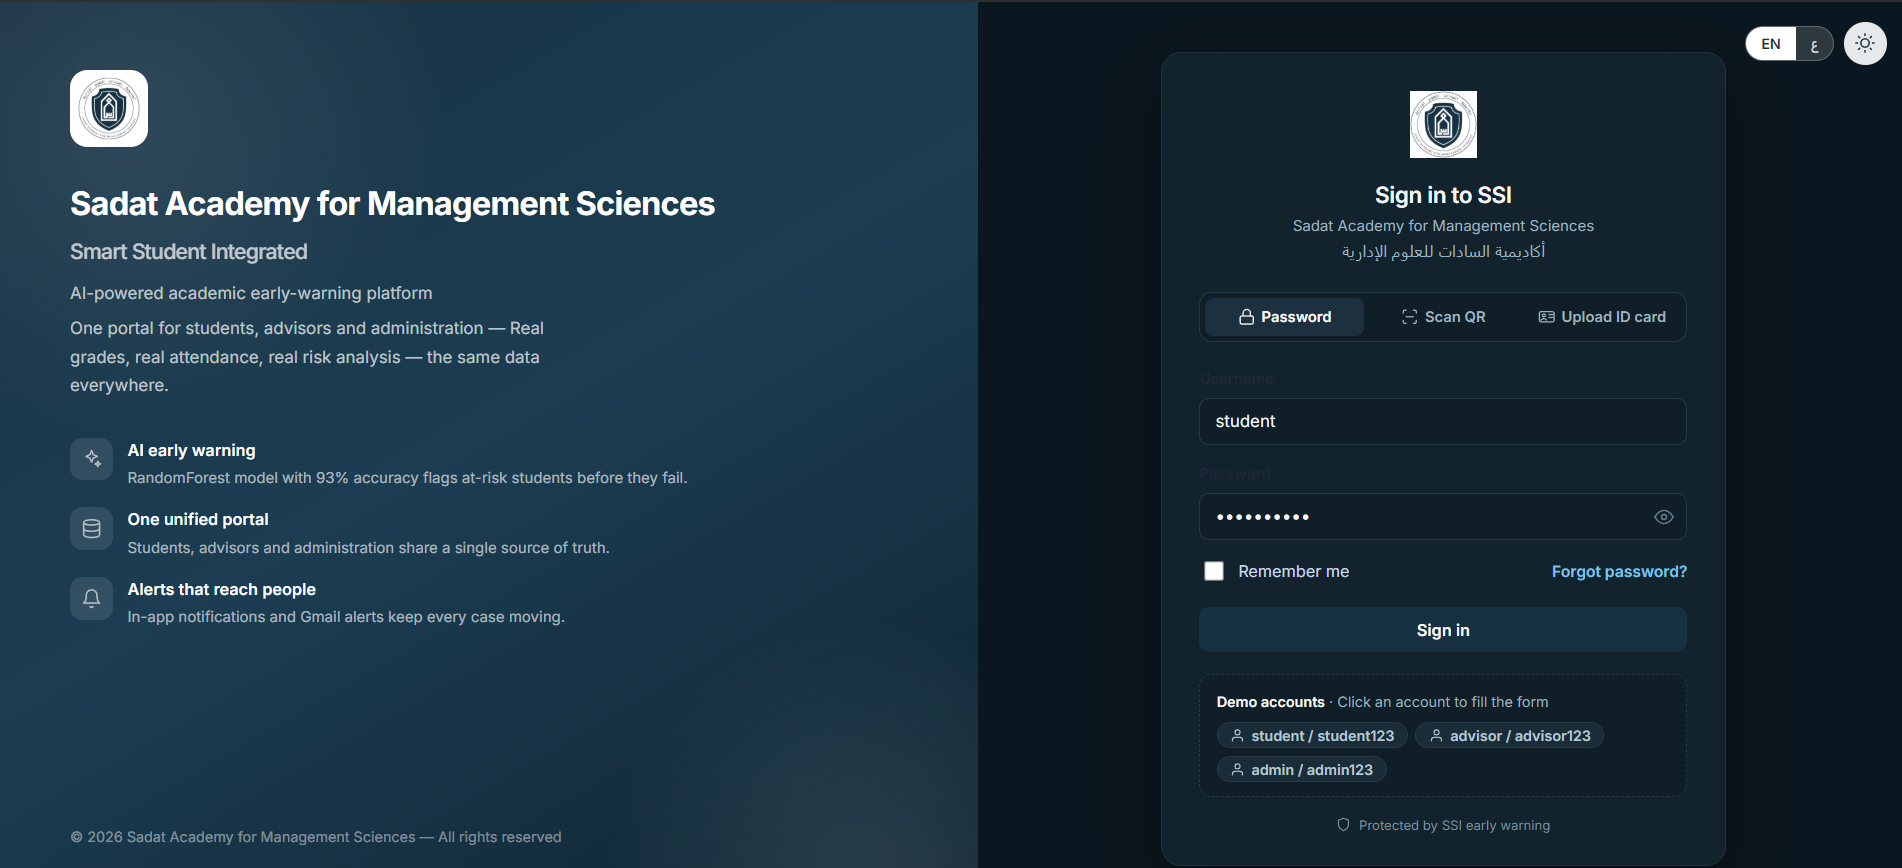 Sadat Academy for Management Sciences
Smart Student Integrated
AI-powered academic early-warning platform
One portal for students, advisors and administration — Real
grades, real attendance, real risk analysis — the same data
everywhere.
AI early warning
RandomForest model with 93% accuracy flags at-risk students before they fail.
One unified portal
Students, advisors and administration share a single source of truth.
Alerts that reach people
In-app notifications and Gmail alerts keep every case moving.
© 2026 Sadat Academy for Management Sciences — All rights reserved
EN ع
Sign in to SSI
Sadat Academy for Management Sciences
أكاديمية السادات للعلوم الإدارية
Password Scan QR Upload ID card
Username
student
Password
••••••••••
Remember me Forgot password?
Sign in
Demo accounts · Click an account to fill the form
student / student123 advisor / advisor123
admin / admin123
Protected by SSI early warning